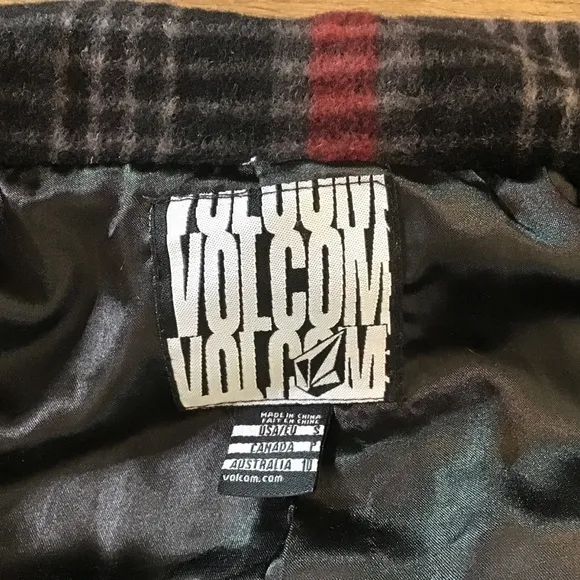 VOLCOM
VOLCOM
VOLCOM
MADE IN CHINA
FAIT EN CHINE
USA/EU S
CANADA P
AUSTRALIA 10
volcom.com